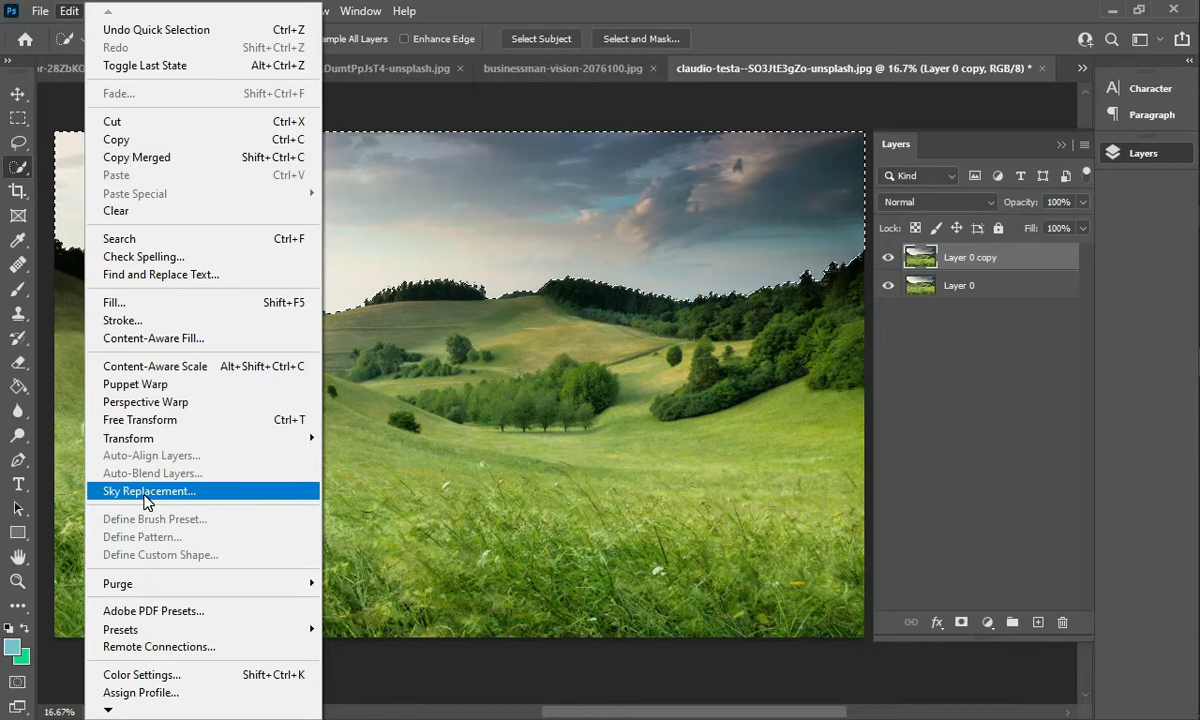 Ps File Edit w Window Help
mple All Layers Enhance Edge Select Subject Select and Mask...
or-28ZbKO DumtPpJsT4-unsplash.jpg × businessman-vision-2076100.jpg × claudio-testa--SO3JtE3gZo-unsplash.jpg @ 16.7% (Layer 0 copy, RGB/8) * ×
Undo Quick Selection Ctrl+Z
Redo Shift+Ctrl+Z
Toggle Last State Alt+Ctrl+Z
Fade... Shift+Ctrl+F
Cut Ctrl+X
Copy Ctrl+C
Copy Merged Shift+Ctrl+C
Paste Ctrl+V
Paste Special
Clear
Search Ctrl+F
Check Spelling...
Find and Replace Text...
Fill... Shift+F5
Stroke...
Content-Aware Fill...
Content-Aware Scale Alt+Shift+Ctrl+C
Puppet Warp
Perspective Warp
Free Transform Ctrl+T
Transform
Auto-Align Layers...
Auto-Blend Layers...
Sky Replacement...
Define Brush Preset...
Define Pattern...
Define Custom Shape...
Purge
Adobe PDF Presets...
Presets
Remote Connections...
Color Settings... Shift+Ctrl+K
Assign Profile...
16.67%
Layers
Kind
Normal Opacity: 100%
Lock: Fill: 100%
Layer 0 copy
Layer 0
fx
Character
Paragraph
Layers